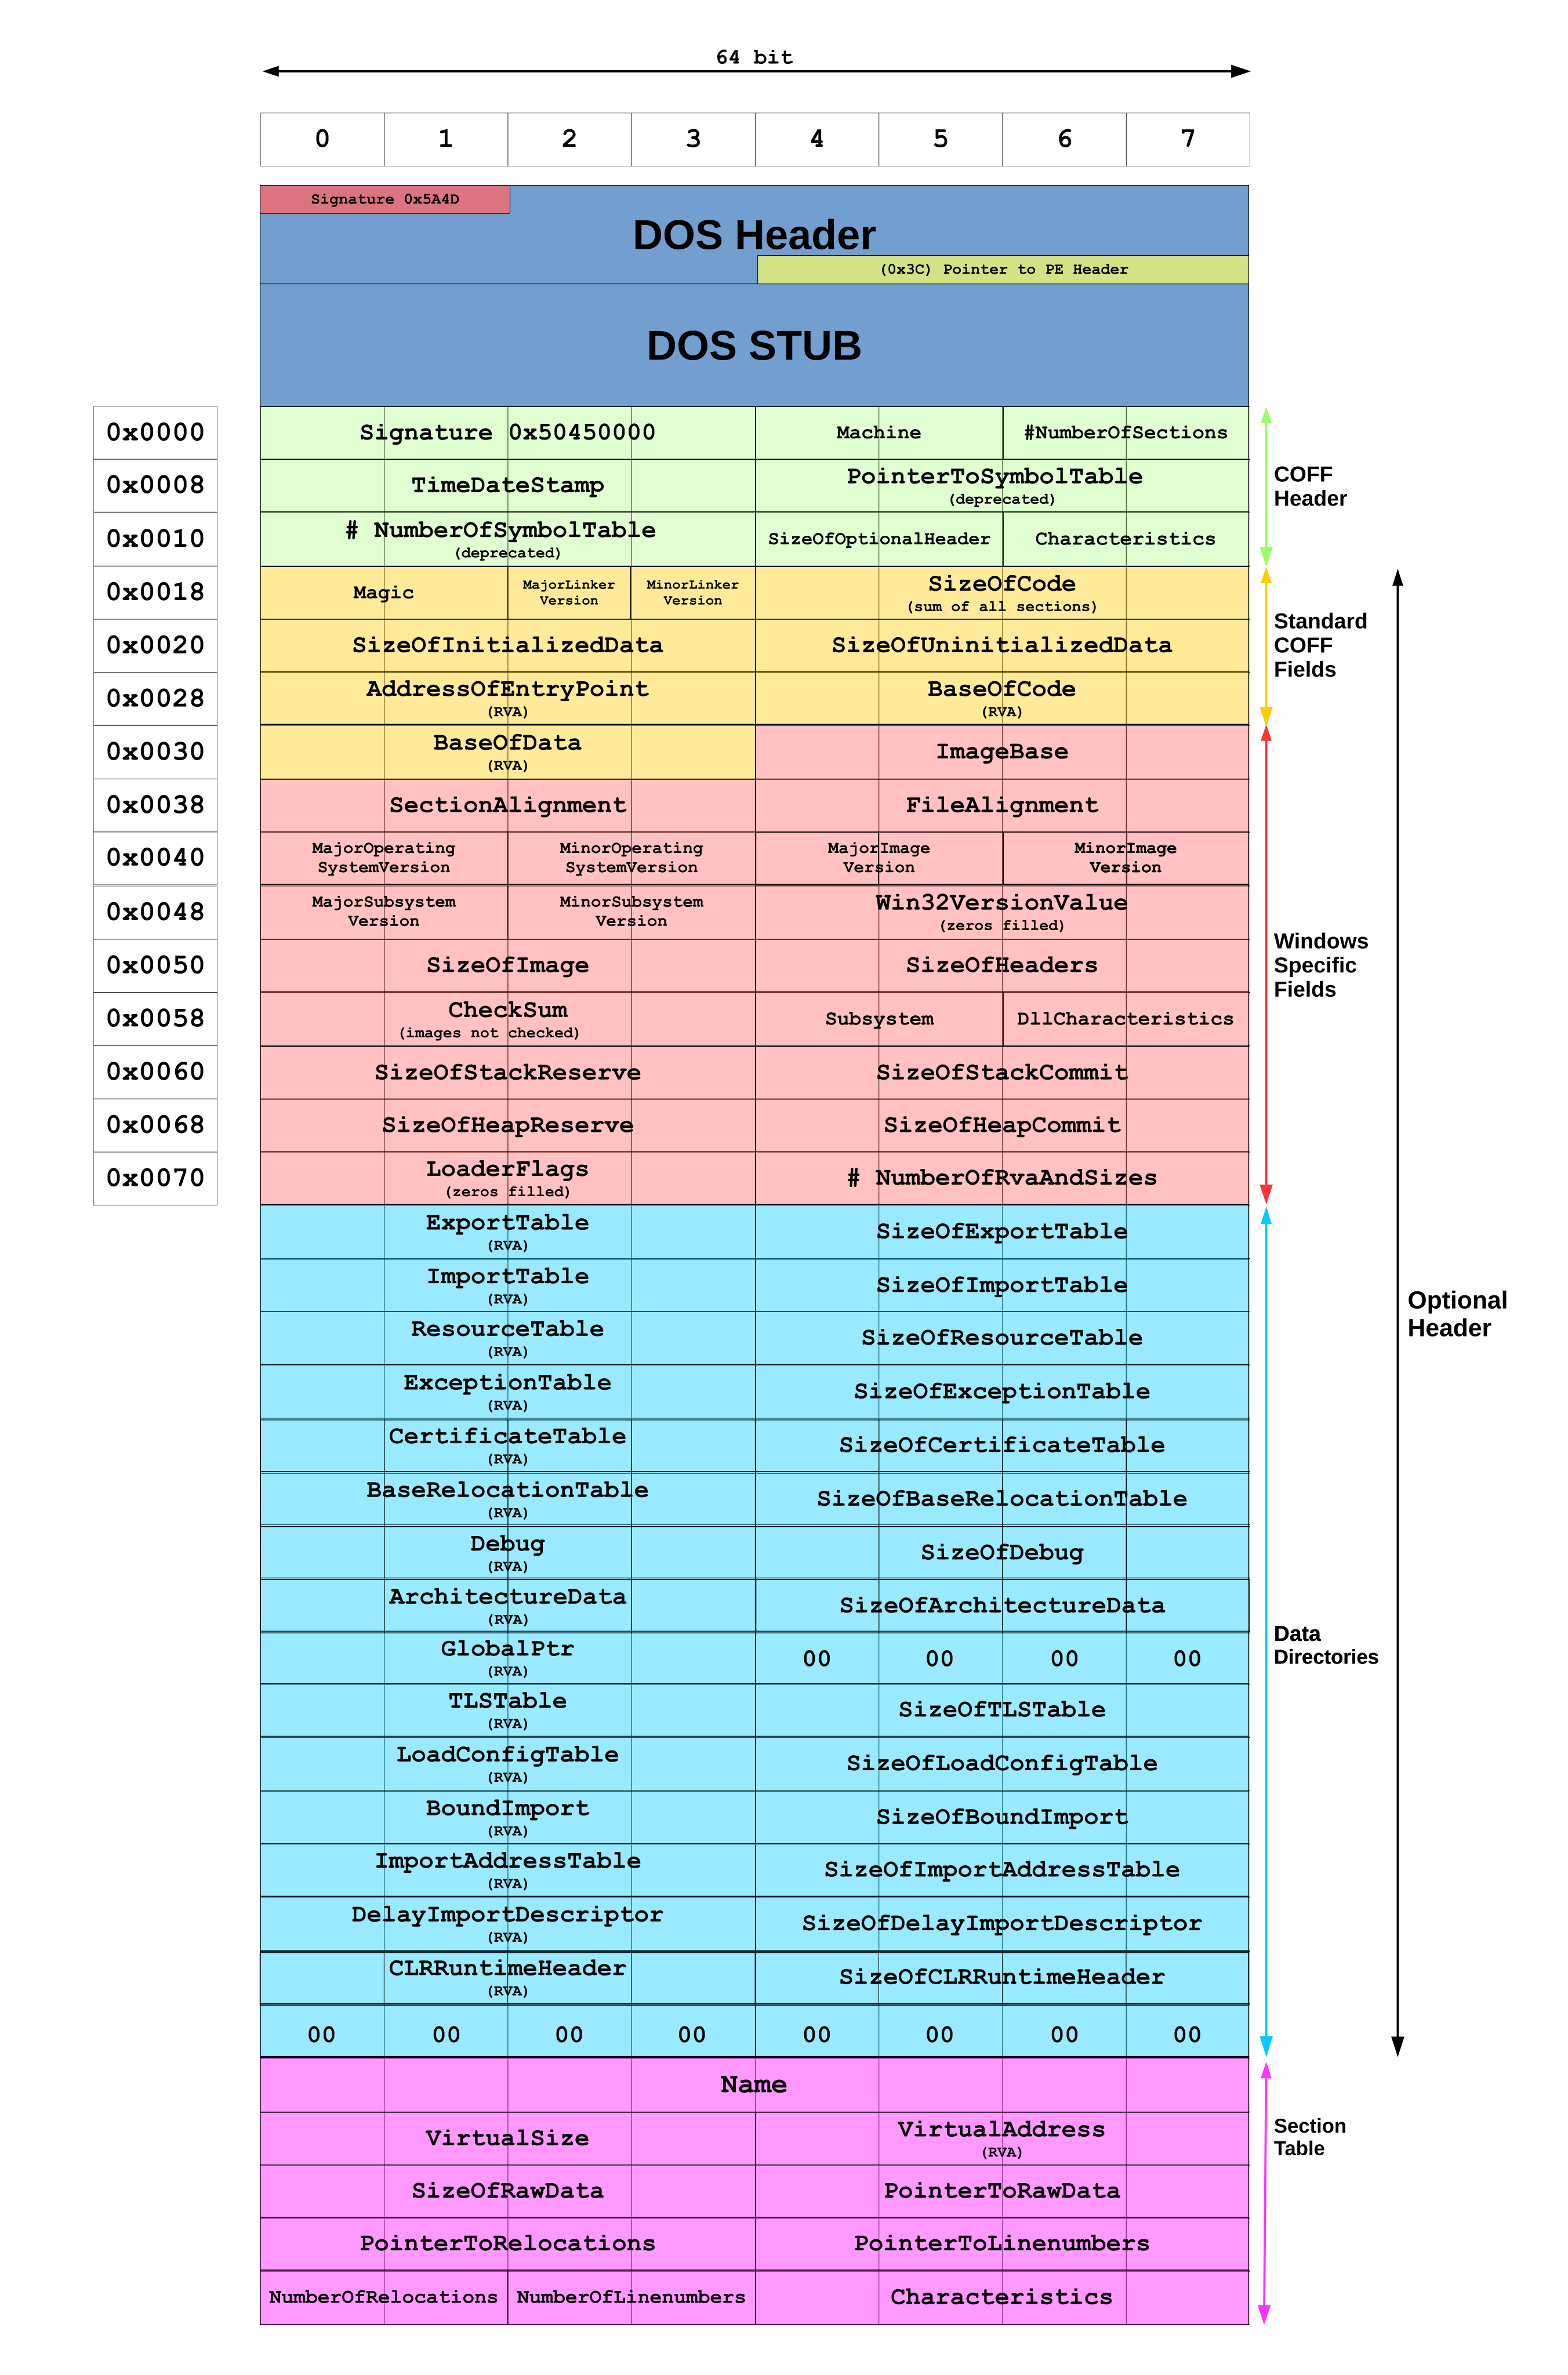 64 bit
0 1 2 3 4 5 6 7
Signature 0x5A4D
DOS Header
(0x3C) Pointer to PE Header
DOS STUB
0x0000 Signature 0x50450000 Machine #NumberOfSections
0x0008 TimeDateStamp PointerToSymbolTable
(deprecated)
COFF
Header
0x0010 # NumberOfSymbolTable SizeOfOptionalHeader Characteristics
(deprecated)
0x0018 Magic MajorLinker
Version
MinorLinker
Version
SizeOfCode
(sum of all sections)
0x0020 SizeOfInitializedData SizeOfUninitializedData
Standard
COFF
Fields
0x0028 AddressOfEntryPoint BaseOfCode
(RVA) (RVA)
0x0030 BaseOfData ImageBase
(RVA)
0x0038 SectionAlignment FileAlignment
0x0040 MajorOperating
SystemVersion
MinorOperating
SystemVersion
MajorImage
Version
MinorImage
Version
0x0048 MajorSubsystem
Version
MinorSubsystem
Version
Win32VersionValue
(zeros filled)
0x0050 SizeOfImage SizeOfHeaders
Windows
Specific
Fields
0x0058 CheckSum Subsystem DllCharacteristics
(images not checked)
0x0060 SizeOfStackReserve SizeOfStackCommit
0x0068 SizeOfHeapReserve SizeOfHeapCommit
0x0070 LoaderFlags # NumberOfRvaAndSizes
(zeros filled)
ExportTable SizeOfExportTable
(RVA)
ImportTable SizeOfImportTable
(RVA)
Optional
Header
ResourceTable SizeOfResourceTable
(RVA)
ExceptionTable SizeOfExceptionTable
(RVA)
CertificateTable SizeOfCertificateTable
(RVA)
BaseRelocationTable SizeOfBaseRelocationTable
(RVA)
Debug SizeOfDebug
(RVA)
ArchitectureData SizeOfArchitectureData
(RVA)
GlobalPtr 00 00 00 00
(RVA)
Data
Directories
TLSTable SizeOfTLSTable
(RVA)
LoadConfigTable SizeOfLoadConfigTable
(RVA)
BoundImport SizeOfBoundImport
(RVA)
ImportAddressTable SizeOfImportAddressTable
(RVA)
DelayImportDescriptor SizeOfDelayImportDescriptor
(RVA)
CLRRuntimeHeader SizeOfCLRRuntimeHeader
(RVA)
00 00 00 00 00 00 00 00
Name
VirtualSize VirtualAddress
(RVA)
Section
Table
SizeOfRawData PointerToRawData
PointerToRelocations PointerToLinenumbers
NumberOfRelocations NumberOfLinenumbers Characteristics